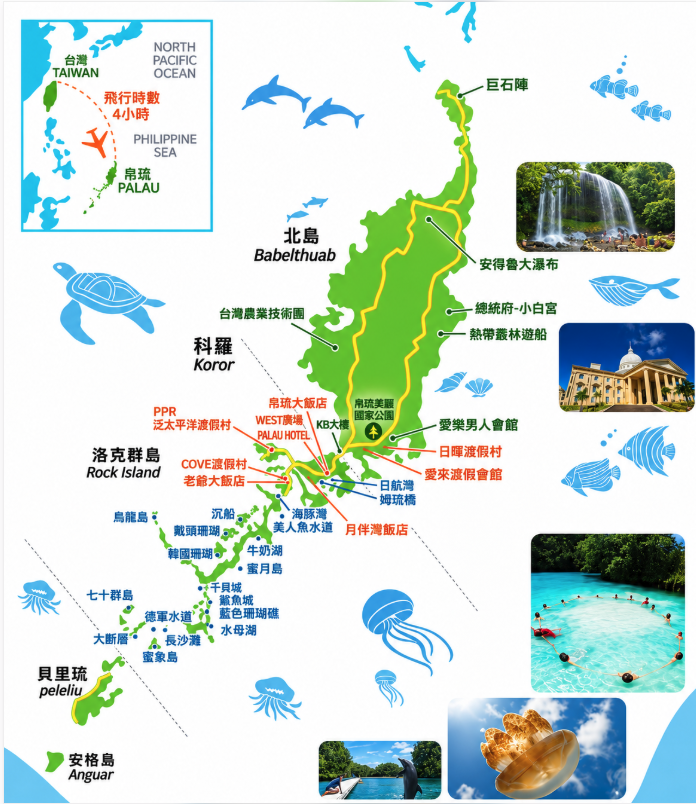 台灣
TAIWAN
NORTH
PACIFIC
OCEAN
飛行時數
4小時
PHILIPPINE
SEA
帛琉
PALAU
巨石陣
北島
Babelthuab
安得魯大瀑布
總統府-小白宮
熱帶叢林遊船
台灣農業技術團
科羅
Koror
帛琉大飯店
WEST廣場
PALAU HOTEL
KB大樓
帛琉美麗
國家公園
愛樂男人會館
PPR
泛太平洋渡假村
日暉渡假村
愛來渡假會館
洛克群島
Rock Island
COVE渡假村
老爺大飯店
日航灣
姆琉橋
月伴灣飯店
海豚灣
美人魚水道
烏龍島
沉船
戴頭珊瑚
韓國珊瑚
牛奶湖
蜜月島
千貝城
鯊魚城
藍色珊瑚礁
水母湖
七十群島
德軍水道
大斷層
長沙灘
蜜象島
貝里琉
peleliu
安格島
Anguar